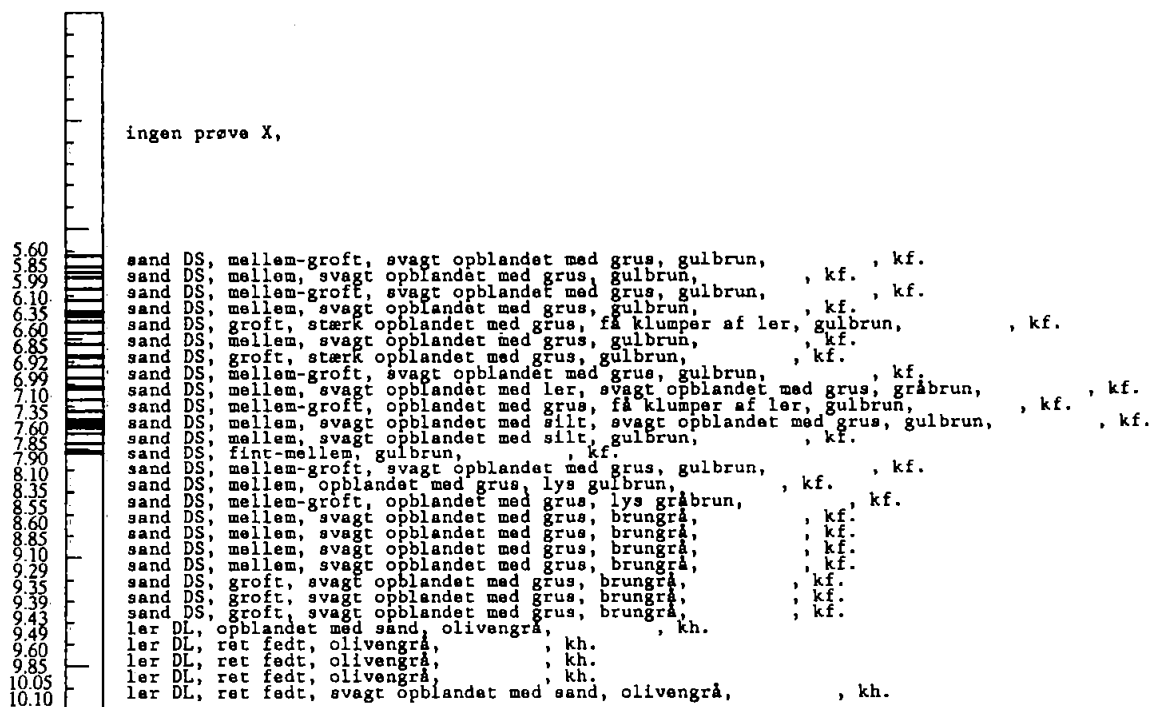 ingen prøve X,
5.60 sand DS, mellem-groft, svagt opblandet med grus, gulbrun, , kf.
5.85 sand DS, mellem, svagt opblandet med grus, gulbrun, , kf.
5.99 sand DS, mellem-groft, svagt opblandet med grus, gulbrun, , kf.
6.10 sand DS, mellem, svagt opblandet med grus, gulbrun, , kf.
6.35 sand DS, groft, stærk opblandet med grus, få klumper af ler, gulbrun, , kf.
6.60 sand DS, mellem, svagt opblandet med grus, gulbrun, , kf.
6.85 sand DS, groft, stærk opblandet med grus, gulbrun, , kf.
6.92 sand DS, mellem-groft, svagt opblandet med grus, gulbrun, , kf.
6.99 sand DS, mellem, svagt opblandet med ler, svagt opblandet med grus, gråbrun, , kf.
7.10 sand DS, mellem-groft, opblandet med grus, få klumper af ler, gulbrun, , kf.
7.35 sand DS, mellem, svagt opblandet med silt, svagt opblandet med grus, gulbrun, , kf.
7.60 sand DS, mellem, svagt opblandet med silt, gulbrun, , kf.
7.85 sand DS, fint-mellem, gulbrun, , kf.
7.90 sand DS, mellem-groft, svagt opblandet med grus, gulbrun, , kf.
8.10 sand DS, mellem, opblandet med grus, lys gulbrun, , kf.
8.35 sand DS, mellem-groft, opblandet med grus, lys gråbrun, , kf.
8.55 sand DS, mellem, svagt opblandet med grus, brungrå, , kf.
8.60 sand DS, mellem, svagt opblandet med grus, brungrå, , kf.
8.85 sand DS, mellem, svagt opblandet med grus, brungrå, , kf.
9.10 sand DS, mellem, svagt opblandet med grus, brungrå, , kf.
9.29 sand DS, groft, svagt opblandet med grus, brungrå, , kf.
9.35 sand DS, groft, svagt opblandet med grus, brungrå, , kf.
9.39 sand DS, groft, svagt opblandet med grus, brungrå, , kf.
9.43 ler DL, opblandet med sand, olivengrå, , kh.
9.49 ler DL, ret fedt, olivengrå, , kh.
9.60 ler DL, ret fedt, olivengrå, , kh.
9.85 ler DL, ret fedt, olivengrå, , kh.
10.05 ler DL, ret fedt, svagt opblandet med sand, olivengrå, , kh.
10.10